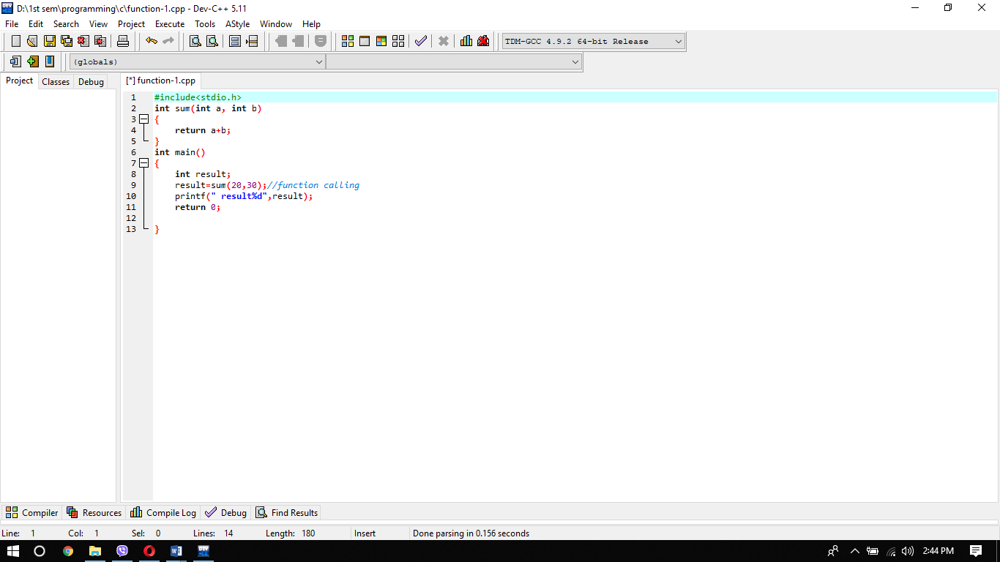 D:\1st sem\programming\c\function-1.cpp - Dev-C++ 5.11
File Edit Search View Project Execute Tools AStyle Window Help
TDM-GCC 4.9.2 64-bit Release
(globals)
Project Classes Debug [*] function-1.cpp
1 #include<stdio.h>
2 int sum(int a, int b)
3 {
4 return a+b;
5 }
6 int main()
7 {
8 int result;
9 result=sum(20,30);//function calling
10 printf(" result%d",result);
11 return 0;
12
13 }
Compiler Resources Compile Log Debug Find Results
Line: 1 Col: 1 Sel: 0 Lines: 14 Length: 180 Insert Done parsing in 0.156 seconds
2:44 PM